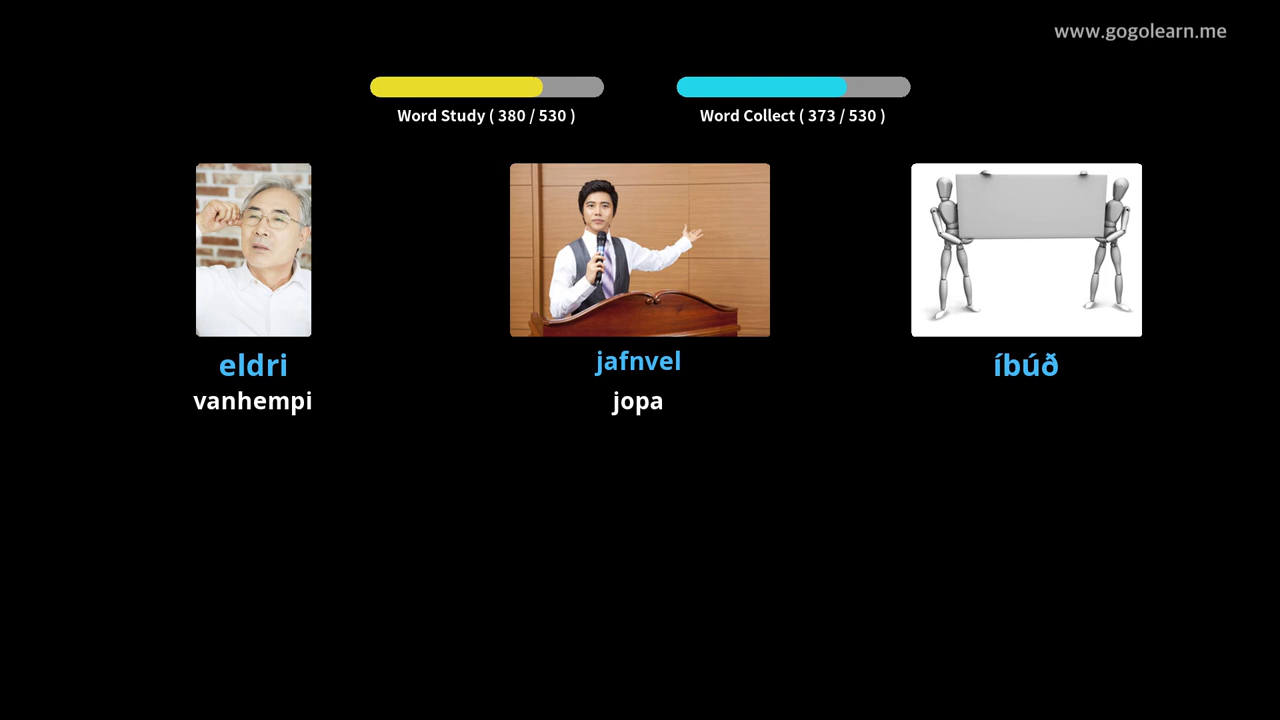 www.gogolearn.me
Word Study ( 380 / 530 )
Word Collect ( 373 / 530 )
eldri
vanhempi
jafnvel
jopa
íbúð